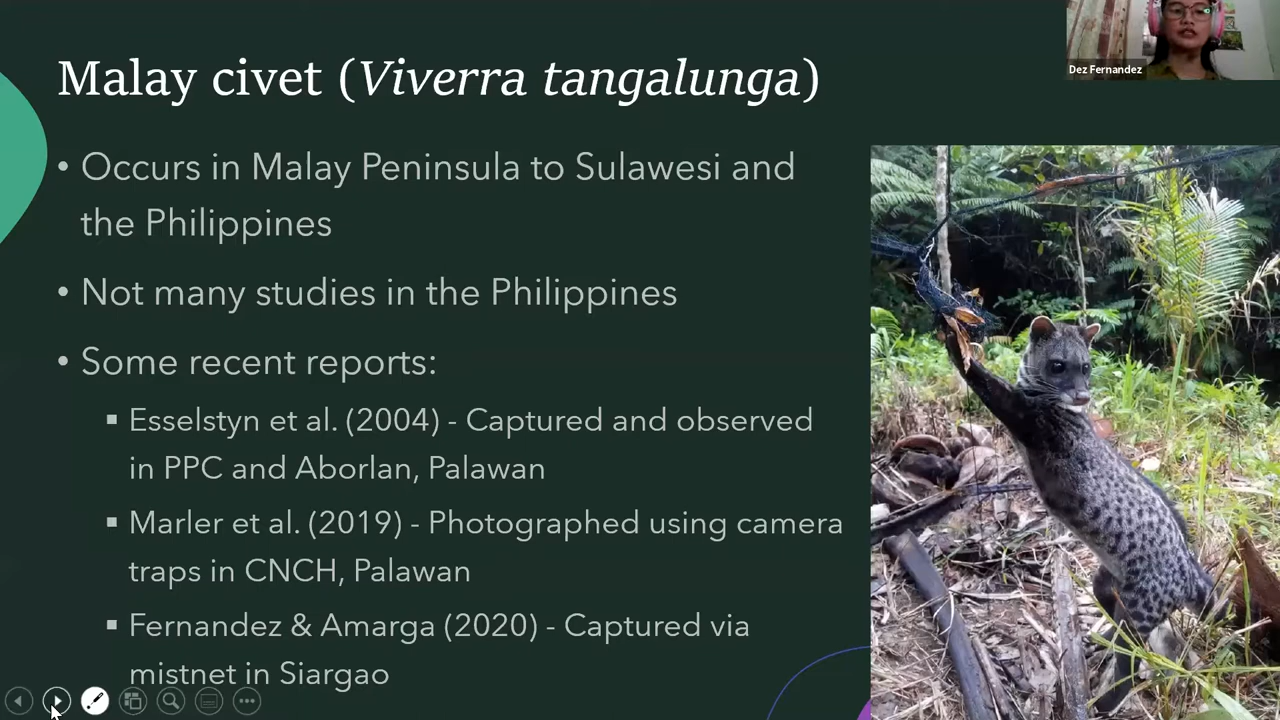 Malay civet (Viverra tangalunga)
Dez Fernandez
• Occurs in Malay Peninsula to Sulawesi and
the Philippines
• Not many studies in the Philippines
• Some recent reports:
▪ Esselstyn et al. (2004) - Captured and observed
in PPC and Aborlan, Palawan
▪ Marler et al. (2019) - Photographed using camera
traps in CNCH, Palawan
▪ Fernandez & Amarga (2020) - Captured via
mistnet in Siargao